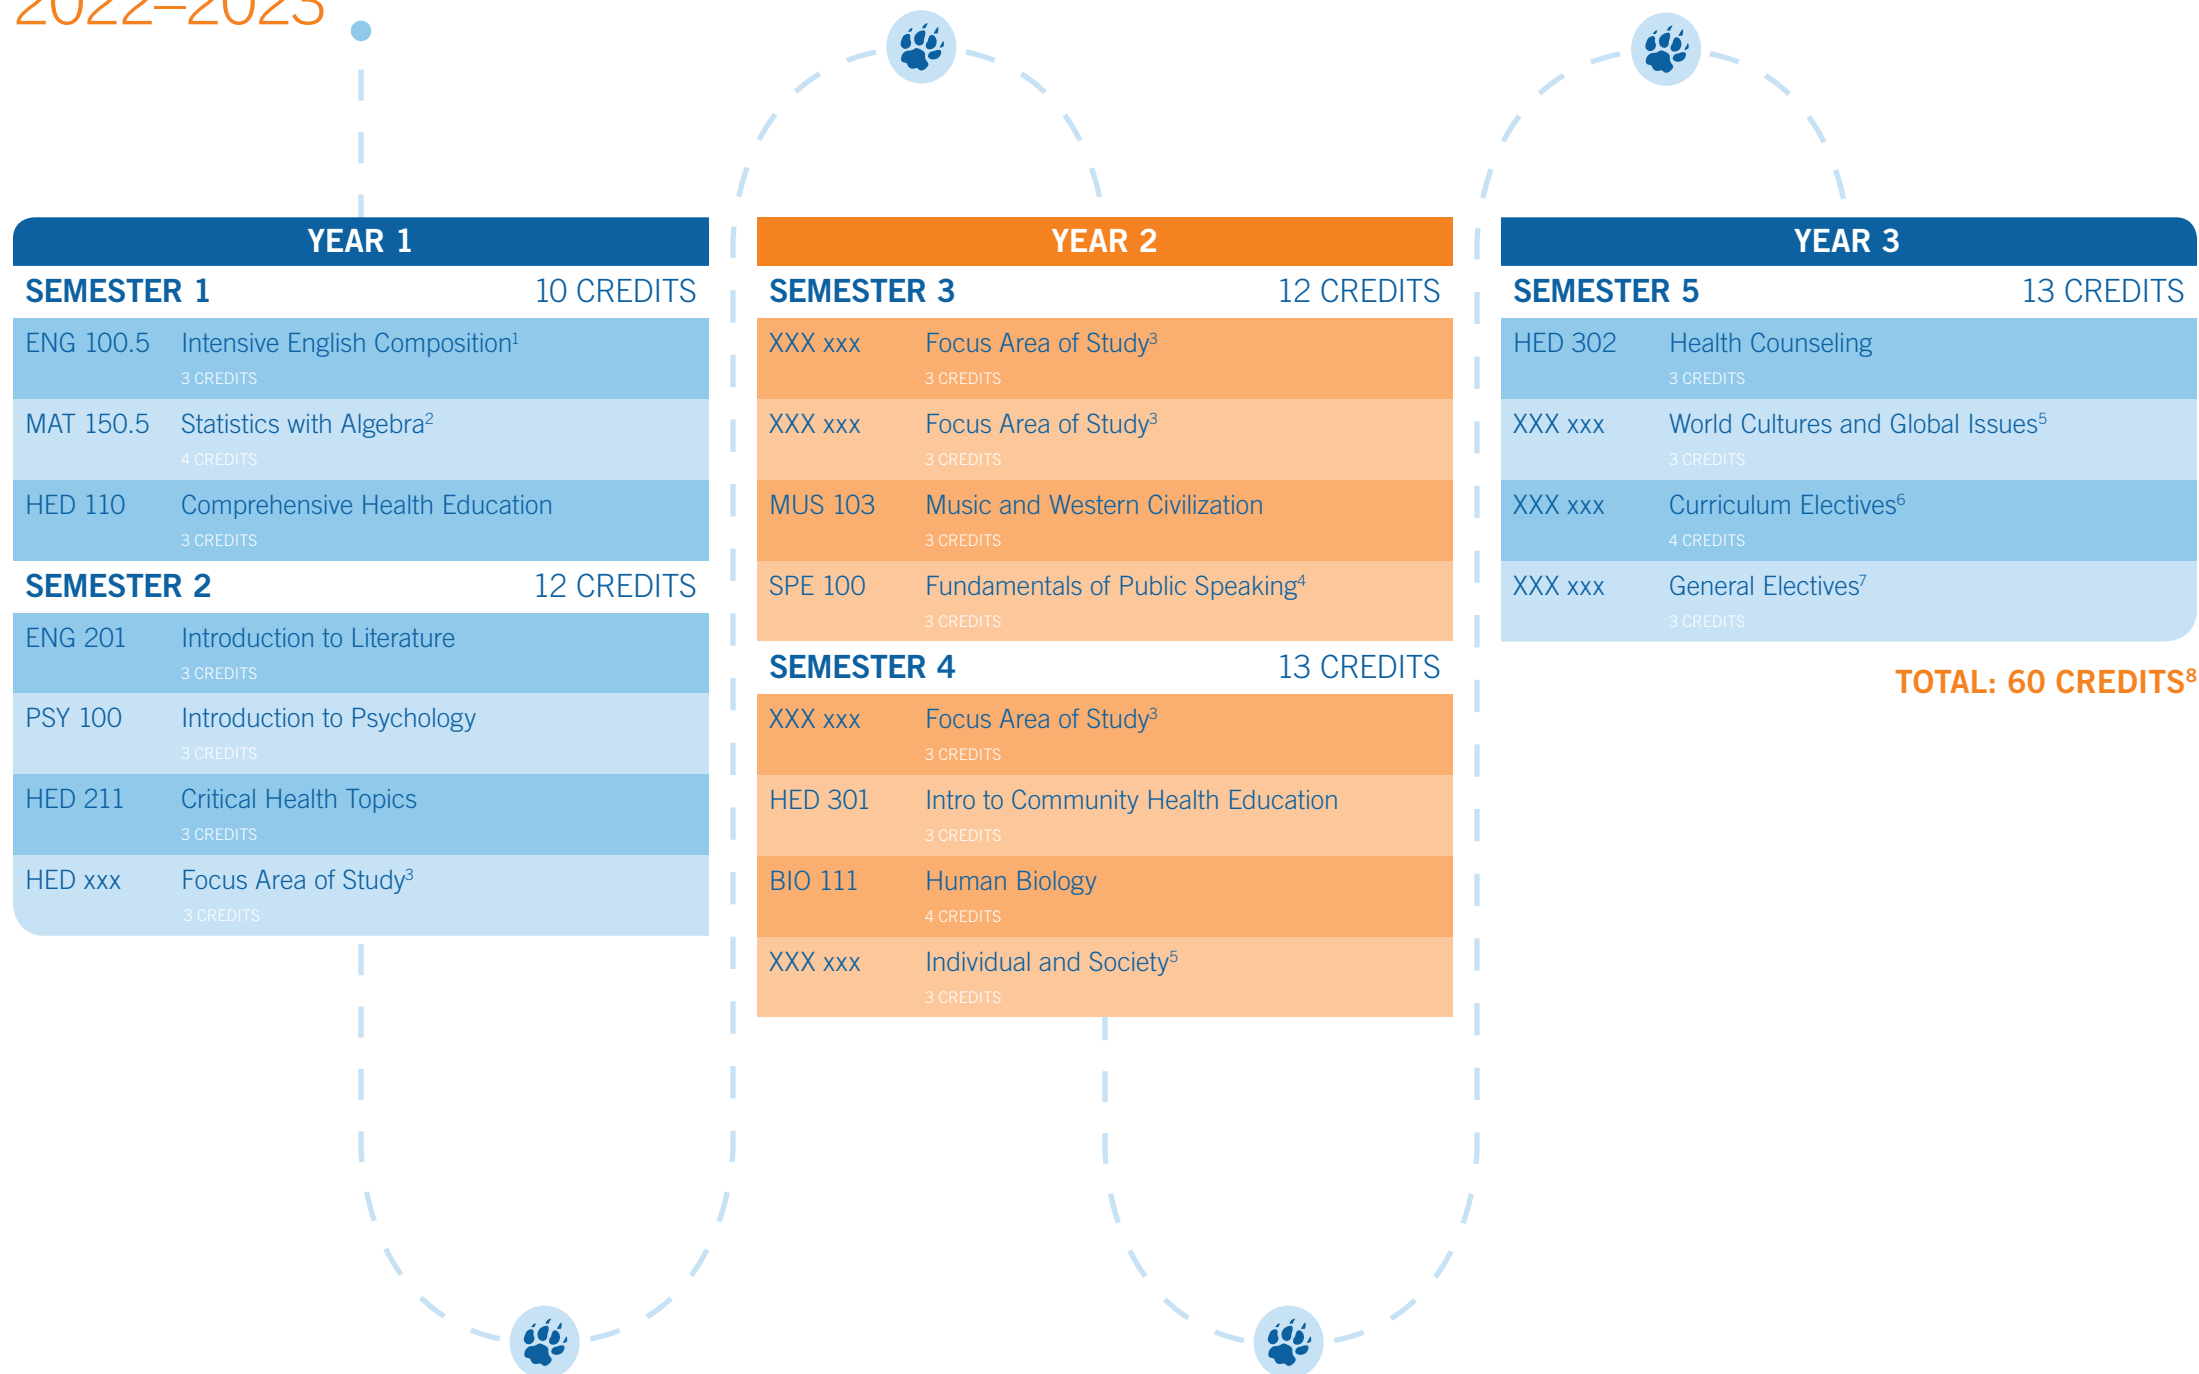 2022–2023
YEAR 1
SEMESTER 1 10 CREDITS
ENG 100.5 Intensive English Composition¹
3 CREDITS
MAT 150.5 Statistics with Algebra²
4 CREDITS
HED 110 Comprehensive Health Education
3 CREDITS
SEMESTER 2 12 CREDITS
ENG 201 Introduction to Literature
3 CREDITS
PSY 100 Introduction to Psychology
3 CREDITS
HED 211 Critical Health Topics
3 CREDITS
HED xxx Focus Area of Study³
3 CREDITS
YEAR 2
SEMESTER 3 12 CREDITS
XXX xxx Focus Area of Study³
3 CREDITS
XXX xxx Focus Area of Study³
3 CREDITS
MUS 103 Music and Western Civilization
3 CREDITS
SPE 100 Fundamentals of Public Speaking⁴
3 CREDITS
SEMESTER 4 13 CREDITS
XXX xxx Focus Area of Study³
3 CREDITS
HED 301 Intro to Community Health Education
3 CREDITS
BIO 111 Human Biology
4 CREDITS
XXX xxx Individual and Society⁵
3 CREDITS
YEAR 3
SEMESTER 5 13 CREDITS
HED 302 Health Counseling
3 CREDITS
XXX xxx World Cultures and Global Issues⁵
3 CREDITS
XXX xxx Curriculum Electives⁶
4 CREDITS
XXX xxx General Electives⁷
3 CREDITS
TOTAL: 60 CREDITS⁸